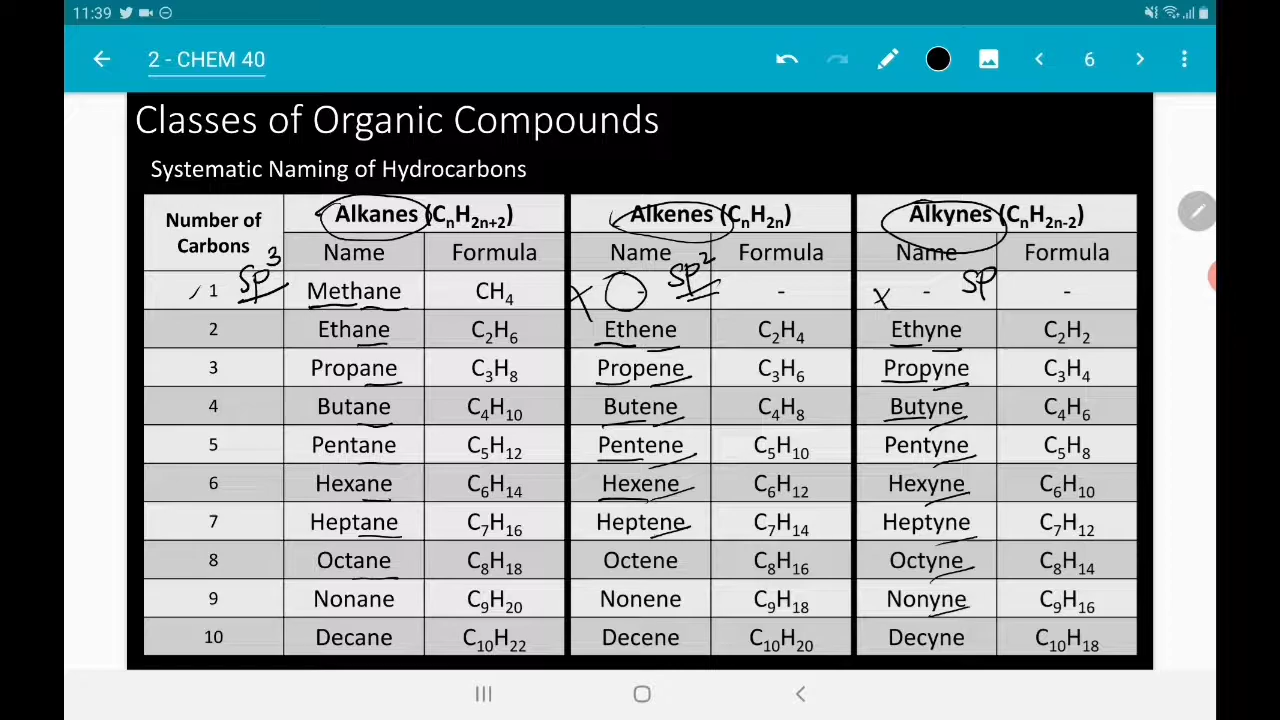 11:39
2 - CHEM 40
6
Classes of Organic Compounds
Systematic Naming of Hydrocarbons
Number of Carbons Alkanes (CnH2n+2) Alkenes (CnH2n) Alkynes (CnH2n-2)
Name Formula Name Formula Name Formula
sp3 sp2 sp
1 Methane CH4 x - - x - -
2 Ethane C2H6 Ethene C2H4 Ethyne C2H2
3 Propane C3H8 Propene C3H6 Propyne C3H4
4 Butane C4H10 Butene C4H8 Butyne C4H6
5 Pentane C5H12 Pentene C5H10 Pentyne C5H8
6 Hexane C6H14 Hexene C6H12 Hexyne C6H10
7 Heptane C7H16 Heptene C7H14 Heptyne C7H12
8 Octane C8H18 Octene C8H16 Octyne C8H14
9 Nonane C9H20 Nonene C9H18 Nonyne C9H16
10 Decane C10H22 Decene C10H20 Decyne C10H18